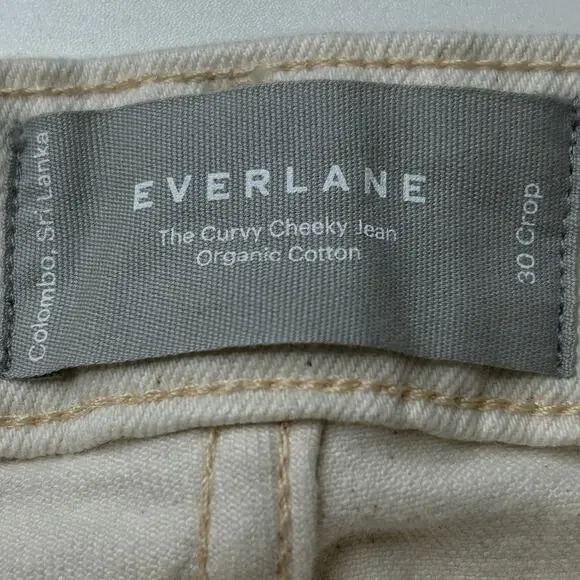 Colombo, Sri Lanka
EVERLANE
The Curvy Cheeky Jean
Organic Cotton
30 Crop